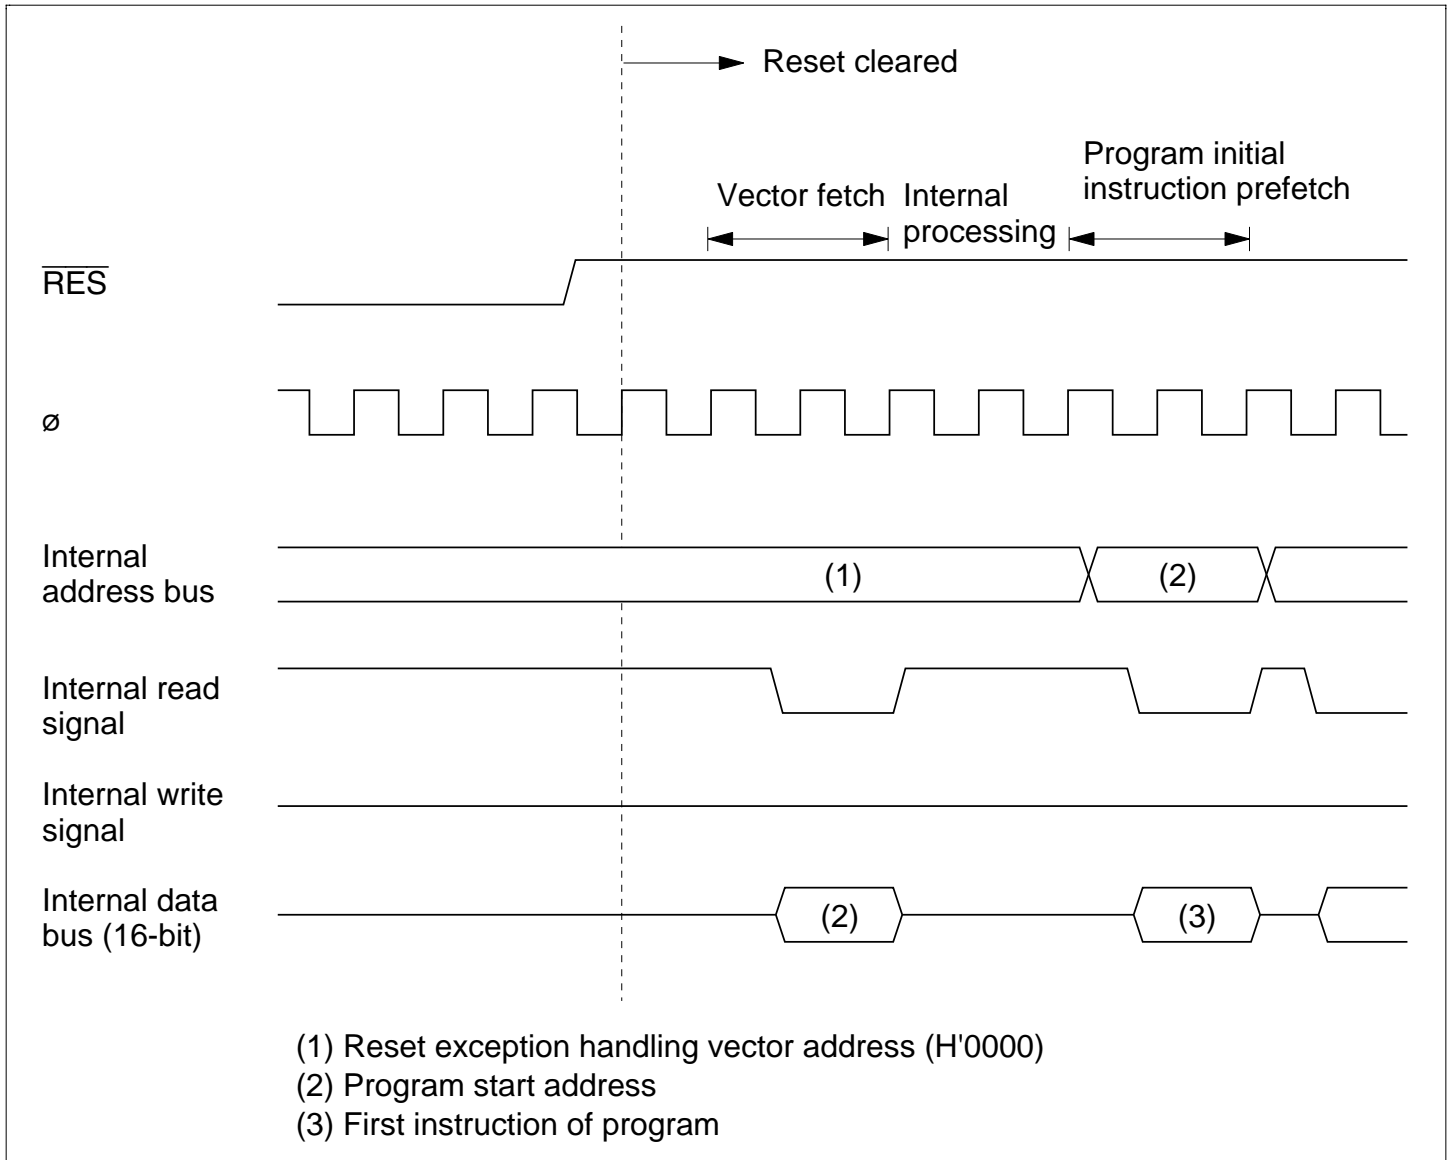 Reset cleared
Program initial
instruction prefetch
Vector fetch
Internal
processing
RES
ø
Internal
address bus
(1)
(2)
Internal read
signal
Internal write
signal
Internal data
bus (16-bit)
(2)
(3)
(1) Reset exception handling vector address (H'0000)
(2) Program start address
(3) First instruction of program